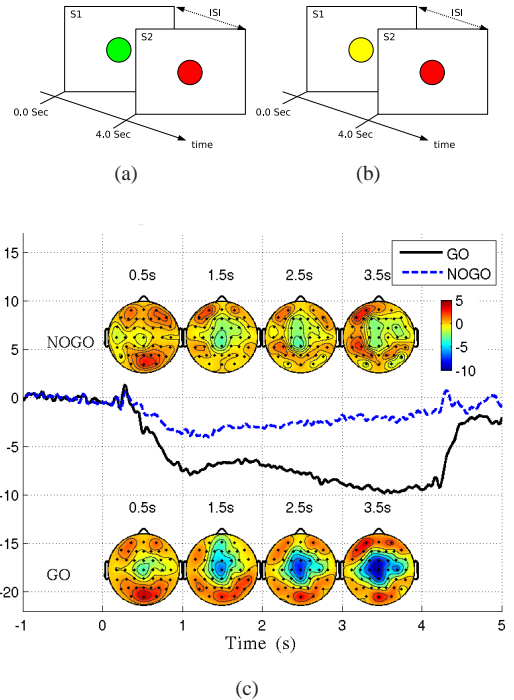 S1
ISI
S2
0.0 Sec
4.0 Sec
time
(a)
S1
ISI
S2
0.0 Sec
4.0 Sec
time
(b)
GO
NOGO
0.5s 1.5s 2.5s 3.5s
NOGO
5
0
-5
-10
0.5s 1.5s 2.5s 3.5s
GO
15
10
5
0
-5
-10
-15
-20
-1 0 1 2 3 4 5
Time (s)
(c)